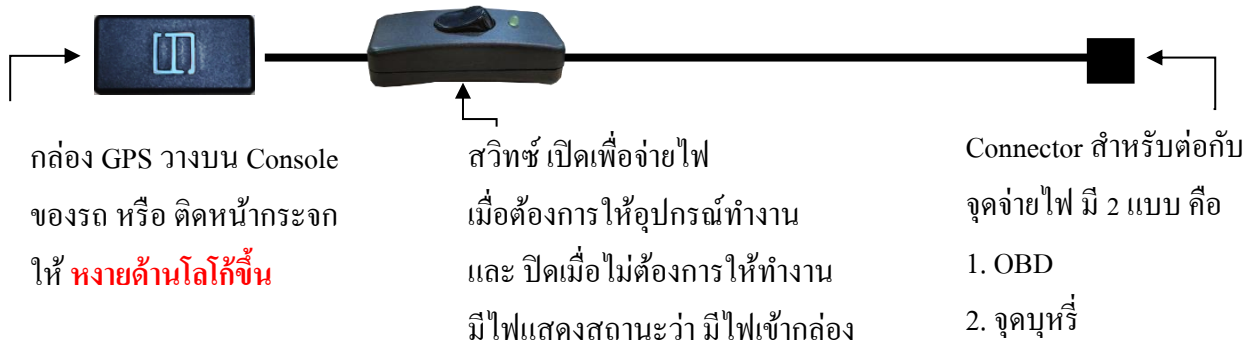 กล่อง GPS วางบน Console
ของรถ หรือ ติดหน้ากระจก
ให้ หงายด้านโลโก้ขึ้น
สวิทซ์ เปิดเพื่อจ่ายไฟ
เมื่อต้องการให้อุปกรณ์ทำงาน
และ ปิดเมื่อไม่ต้องการให้ทำงาน
มีไฟแสดงสถานะว่า มีไฟเข้ากล่อง
Connector สำหรับต่อกับ
จุดจ่ายไฟ มี 2 แบบ คือ
1. OBD
2. จุดบุหรี่